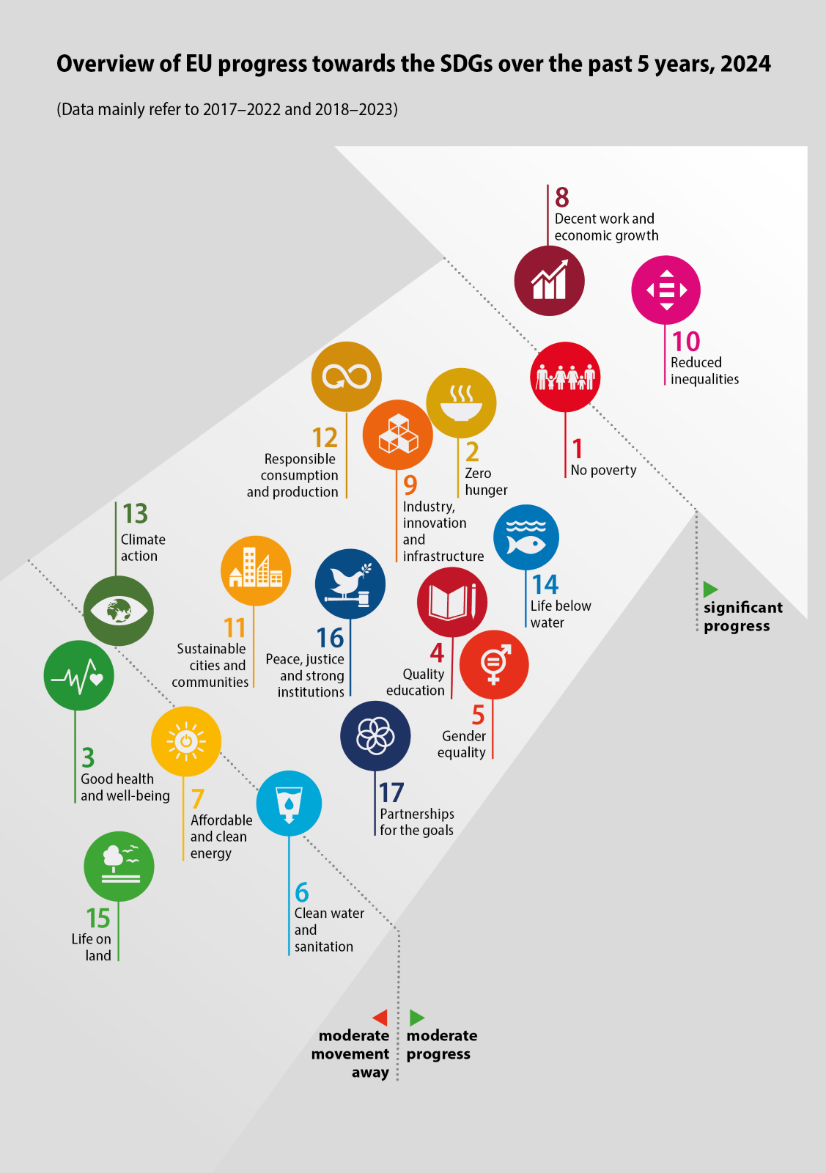 Overview of EU progress towards the SDGs over the past 5 years, 2024
(Data mainly refer to 2017–2022 and 2018–2023)
8
Decent work and
economic growth
10
Reduced
inequalities
1
No poverty
12
Responsible
consumption
and production
2
Zero
hunger
9
Industry,
innovation
and
infrastructure
13
Climate
action
14
Life below
water
11
Sustainable
cities and
communities
16
Peace, justice
and strong
institutions
4
Quality
education
5
Gender
equality
significant
progress
3
Good health
and well-being
7
Affordable
and clean
energy
17
Partnerships
for the goals
6
Clean water
and
sanitation
15
Life on
land
moderate
movement
away
moderate
progress